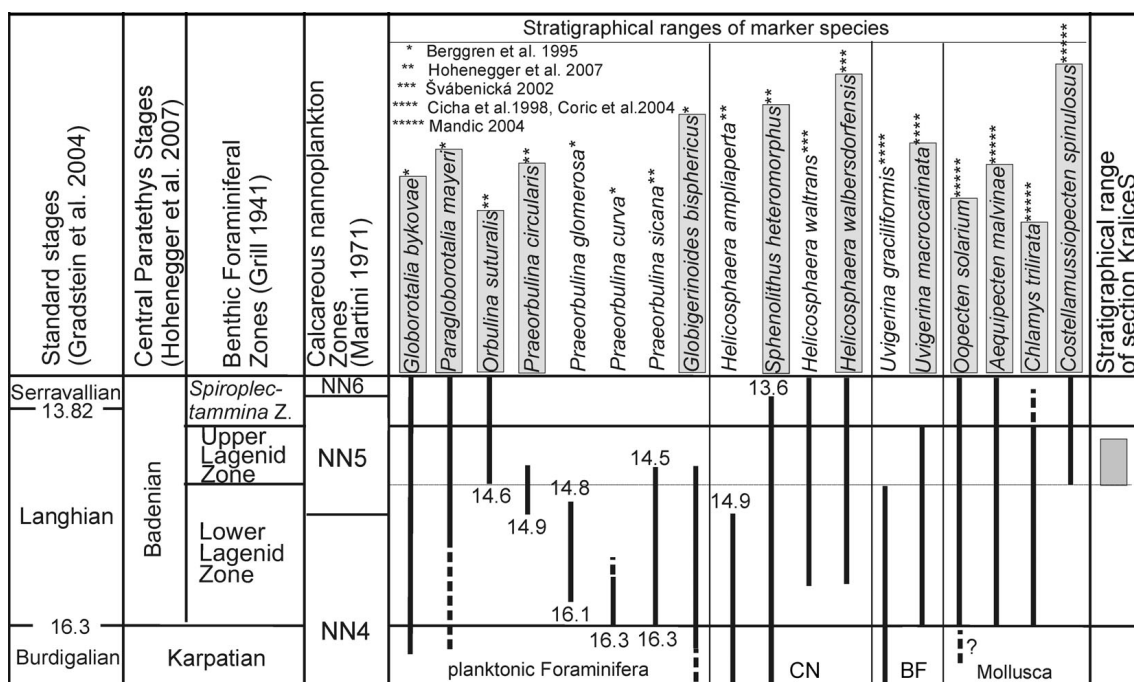 Stratigraphical ranges of marker species
* Berggren et al. 1995
** Hohenegger et al. 2007
*** Švábenická 2002
**** Cicha et al.1998, Coric et al.2004
***** Mandic 2004
Standard stages
(Gradstein et al. 2004)
Central Paratethys Stages
(Hohenegger et al. 2007)
Benthic Foraminiferal
Zones (Grill 1941)
Calcareous nannoplankton
Zones
(Martini 1971)
Globorotalia bykovae*
Paragloborotalia mayeri*
Orbulina suturalis**
Praeorbulina circularis**
Praeorbulina glomerosa*
Praeorbulina curva*
Praeorbulina sicana**
Globigerinoides bisphericus*
Helicosphaera ampliaperta**
Sphenolithus heteromorphus**
Helicosphaera waltrans***
Helicosphaera walbersdorfensis***
Uvigerina graciliformis****
Uvigerina macrocarinata****
Oopecten solarium*****
Aequipecten malvinae*****
Chlamys trilirata*****
Costellamussiopecten spinulosus*****
Stratigraphical range
of section KraliceS
Serravallian
13.82
Langhian
16.3
Burdigalian
Badenian
Karpatian
Spiroplec-
tammina Z.
Upper
Lagenid
Zone
Lower
Lagenid
Zone
NN6
NN5
NN4
14.6
14.9
14.8
16.1
16.3
14.5
16.3
14.9
13.6
?
planktonic Foraminifera
CN
BF
Mollusca